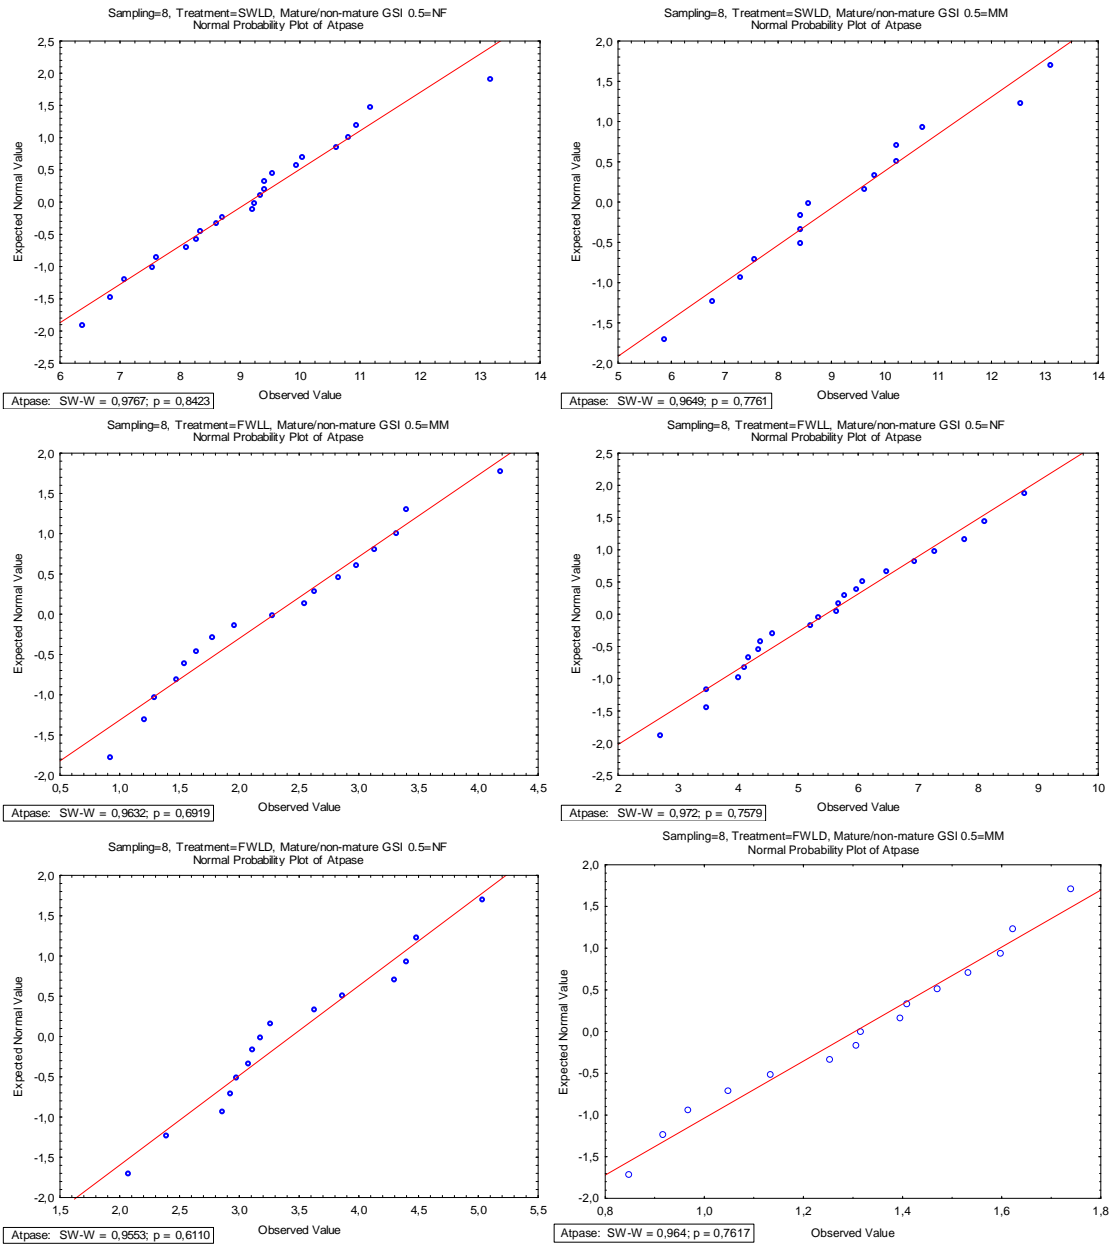 Sampling=8, Treatment=SWLD, Mature/non-mature GSI 0.5=NF
Normal Probability Plot of Atpase
2,5
2,0
1,5
1,0
0,5
0,0
-0,5
-1,0
-1,5
-2,0
-2,5
Expected Normal Value
6 7 8 9 10 11 12 13 14
Observed Value
Atpase: SW-W = 0,9767; p = 0,8423
Sampling=8, Treatment=SWLD, Mature/non-mature GSI 0.5=MM
Normal Probability Plot of Atpase
2,0
1,5
1,0
0,5
0,0
-0,5
-1,0
-1,5
-2,0
Expected Normal Value
5 6 7 8 9 10 11 12 13 14
Observed Value
Atpase: SW-W = 0,9649; p = 0,7761
Sampling=8, Treatment=FWLL, Mature/non-mature GSI 0.5=MM
Normal Probability Plot of Atpase
2,0
1,5
1,0
0,5
0,0
-0,5
-1,0
-1,5
-2,0
Expected Normal Value
0,5 1,0 1,5 2,0 2,5 3,0 3,5 4,0 4,5
Observed Value
Atpase: SW-W = 0,9632; p = 0,6919
Sampling=8, Treatment=FWLL, Mature/non-mature GSI 0.5=NF
Normal Probability Plot of Atpase
2,5
2,0
1,5
1,0
0,5
0,0
-0,5
-1,0
-1,5
-2,0
-2,5
Expected Normal Value
2 3 4 5 6 7 8 9 10
Observed Value
Atpase: SW-W = 0,972; p = 0,7579
Sampling=8, Treatment=FWLD, Mature/non-mature GSI 0.5=NF
Normal Probability Plot of Atpase
2,0
1,5
1,0
0,5
0,0
-0,5
-1,0
-1,5
-2,0
Expected Normal Value
1,5 2,0 2,5 3,0 3,5 4,0 4,5 5,0 5,5
Observed Value
Atpase: SW-W = 0,9553; p = 0,6110
Sampling=8, Treatment=FWLD, Mature/non-mature GSI 0.5=MM
Normal Probability Plot of Atpase
2,0
1,5
1,0
0,5
0,0
-0,5
-1,0
-1,5
-2,0
Expected Normal Value
0,8 1,0 1,2 1,4 1,6 1,8
Observed Value
Atpase: SW-W = 0,964; p = 0,7617